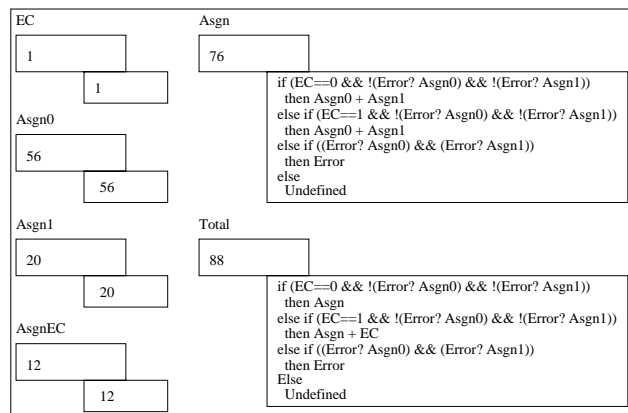 EC
1
1
Asgn0
56
56
Asgn1
20
20
AsgnEC
12
12
Asgn
76
if (EC==0 && !(Error? Asgn0) && !(Error? Asgn1))
then Asgn0 + Asgn1
else if (EC==1 && !(Error? Asgn0) && !(Error? Asgn1))
then Asgn0 + Asgn1
else if ((Error? Asgn0) && (Error? Asgn1))
then Error
else
Undefined
Total
88
if (EC==0 && !(Error? Asgn0) && !(Error? Asgn1))
then Asgn
else if (EC==1 && !(Error? Asgn0) && !(Error? Asgn1))
then Asgn + EC
else if ((Error? Asgn0) && (Error? Asgn1))
then Error
Else
Undefined